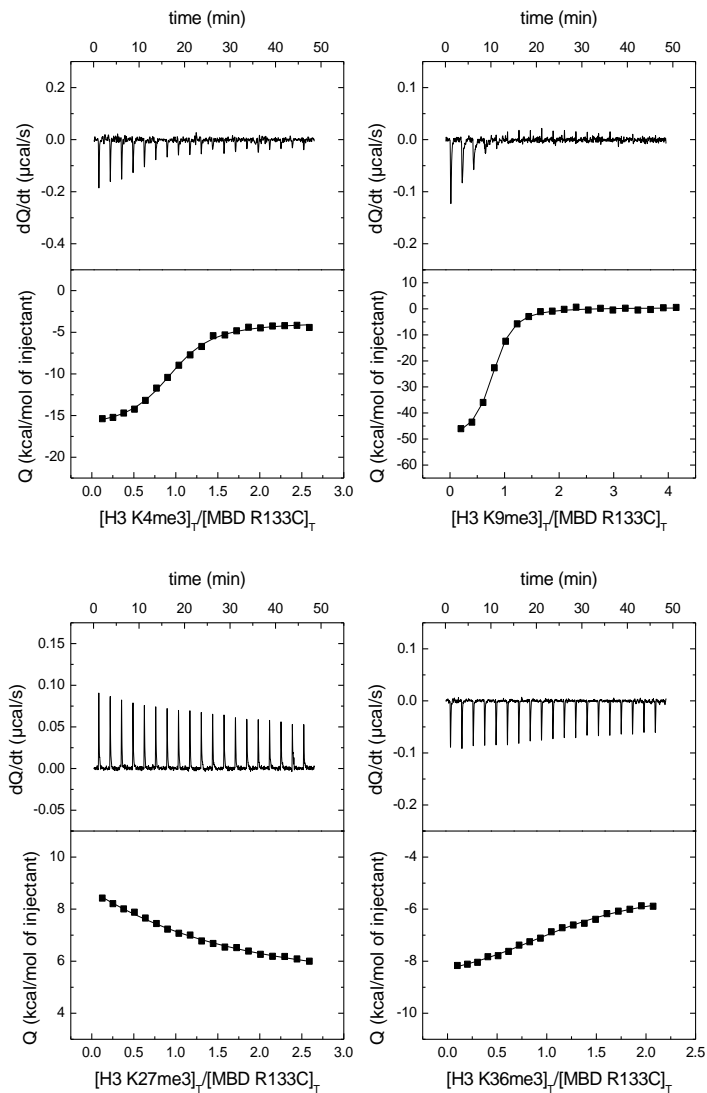 time (min)
0 10 20 30 40 50
0.2
0.0
-0.2
-0.4
dQ/dt (µcal/s)
0
-5
-10
-15
-20
Q (kcal/mol of injectant)
0.0 0.5 1.0 1.5 2.0 2.5 3.0
[H3 K4me3]T/[MBD R133C]T
time (min)
0 10 20 30 40 50
0.1
0.0
-0.1
-0.2
dQ/dt (µcal/s)
10
0
-10
-20
-30
-40
-50
-60
Q (kcal/mol of injectant)
0 1 2 3 4
[H3 K9me3]T/[MBD R133C]T
time (min)
0 10 20 30 40 50
0.15
0.10
0.05
0.00
-0.05
dQ/dt (µcal/s)
10
8
6
4
Q (kcal/mol of injectant)
0.0 0.5 1.0 1.5 2.0 2.5 3.0
[H3 K27me3]T/[MBD R133C]T
time (min)
0 10 20 30 40 50
0.1
0.0
-0.1
-0.2
dQ/dt (µcal/s)
-4
-6
-8
-10
Q (kcal/mol of injectant)
0.0 0.5 1.0 1.5 2.0 2.5
[H3 K36me3]T/[MBD R133C]T